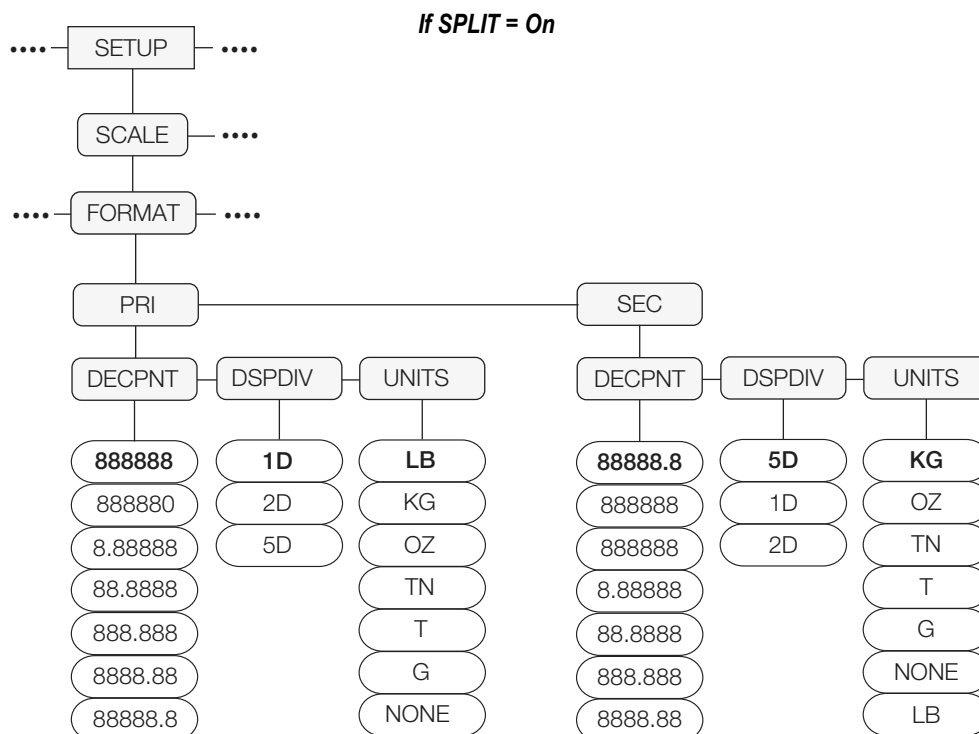 If SPLIT = On
•••• SETUP ••••
SCALE ••••
•••• FORMAT ••••
PRI SEC
DECPNT DSPDIV UNITS DECPNT DSPDIV UNITS
888888 1D LB 88888.8 5D KG
888880 2D KG 888888 1D OZ
8.88888 5D OZ 888888 2D TN
88.8888 TN 8.88888 T
888.888 T 88.8888 G
8888.88 G 888.888 NONE
88888.8 NONE 8888.88 LB